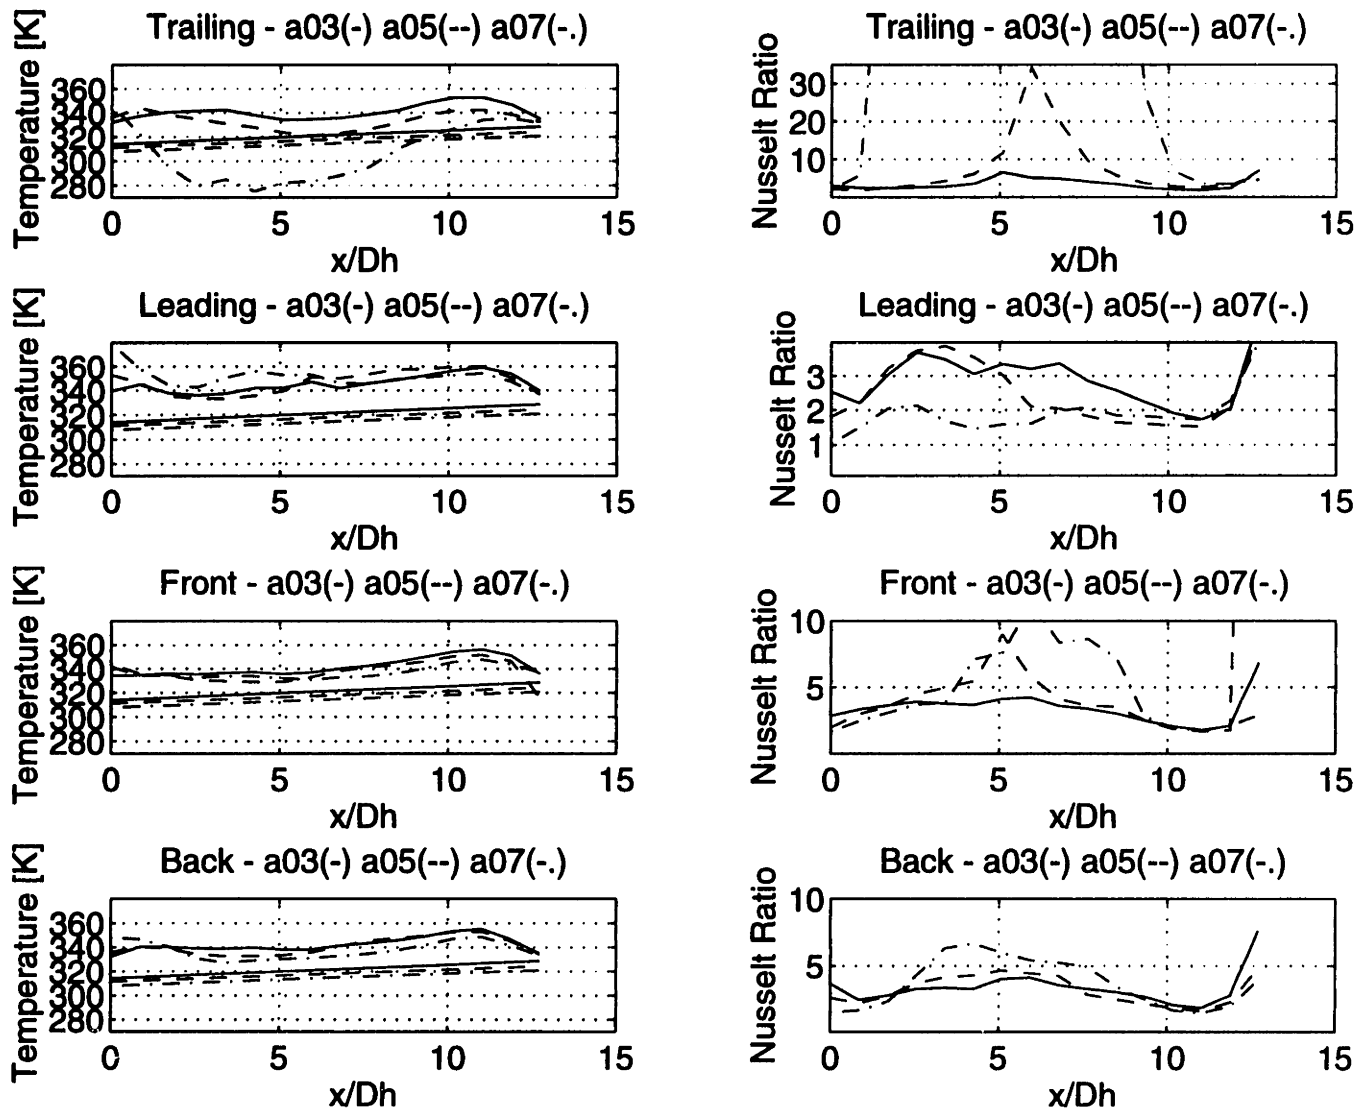 Trailing - a03(-) a05(--) a07(-.)
Temperature [K]
360
340
320
300
280
0 5 10 15
x/Dh
Trailing - a03(-) a05(--) a07(-.)
Nusselt Ratio
30
20
10
0 5 10 15
x/Dh
Leading - a03(-) a05(--) a07(-.)
Temperature [K]
360
340
320
300
280
0 5 10 15
x/Dh
Leading - a03(-) a05(--) a07(-.)
Nusselt Ratio
3
2
1
0 5 10 15
x/Dh
Front - a03(-) a05(--) a07(-.)
Temperature [K]
360
340
320
300
280
0 5 10 15
x/Dh
Front - a03(-) a05(--) a07(-.)
Nusselt Ratio
10
5
0 5 10 15
x/Dh
Back - a03(-) a05(--) a07(-.)
Temperature [K]
360
340
320
300
280
0 5 10 15
x/Dh
Back - a03(-) a05(--) a07(-.)
Nusselt Ratio
10
5
0 5 10 15
x/Dh